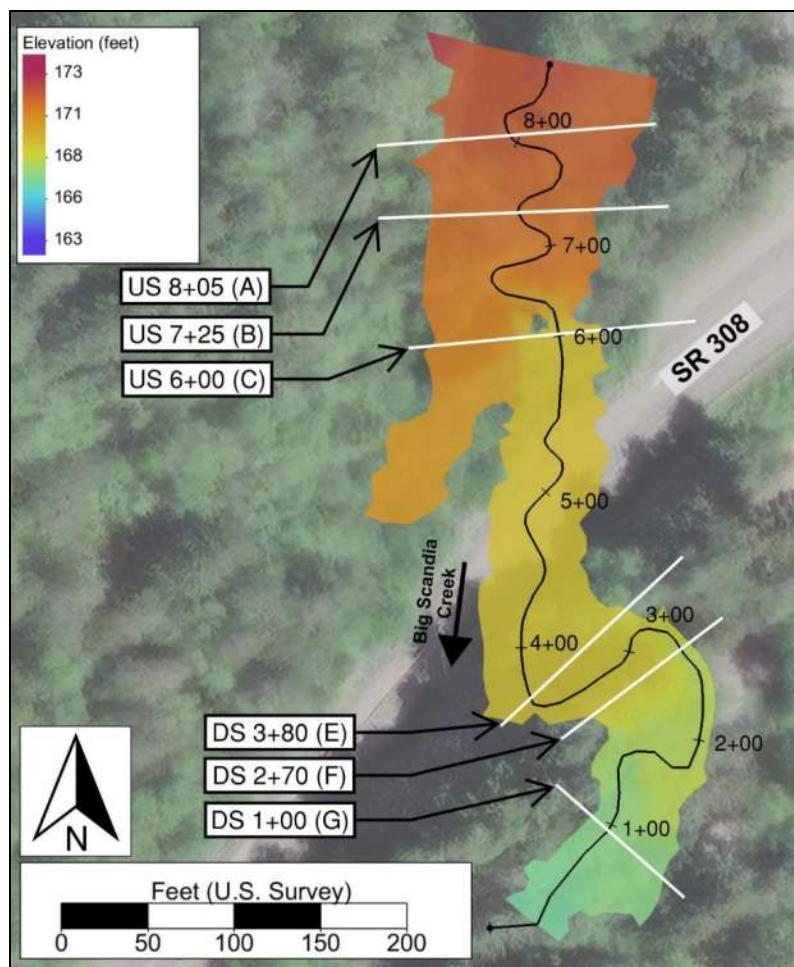 Elevation (feet)
173
171
168
166
163
8+00
7+00
US 8+05 (A)
US 7+25 (B)
US 6+00 (C)
6+00
SR 308
5+00
Big Scandia
Creek
3+00
4+00
2+00
DS 3+80 (E)
DS 2+70 (F)
DS 1+00 (G)
1+00
N
Feet (U.S. Survey)
0 50 100 150 200